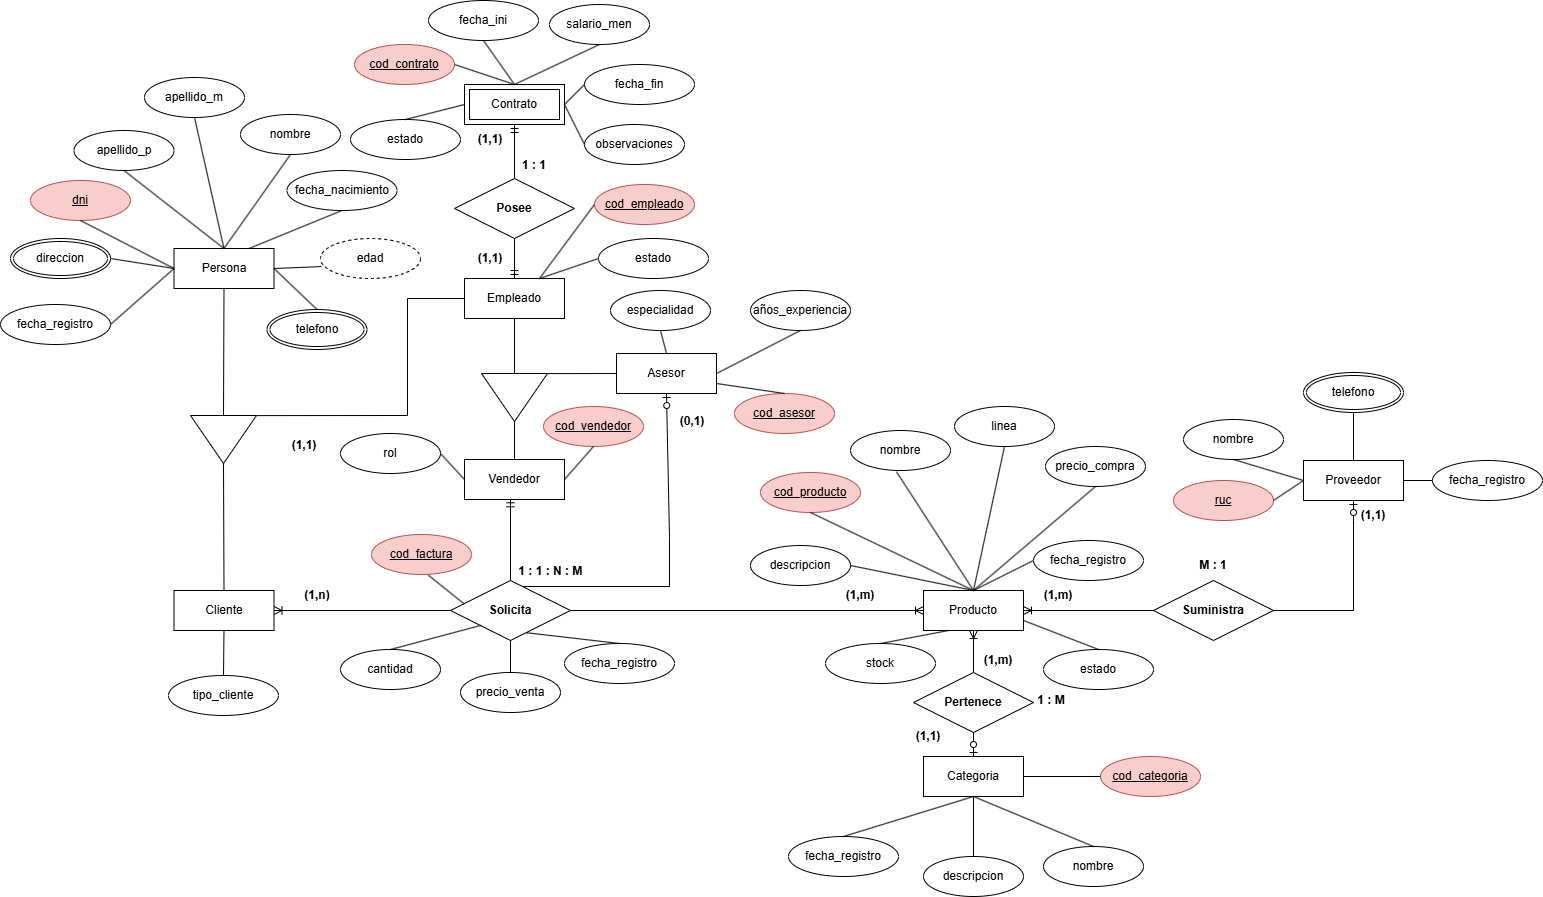 fecha_ini
salario_men
cod_contrato
fecha_fin
apellido_m
Contrato
nombre
estado
(1,1)
observaciones
apellido_p
1 : 1
fecha_nacimiento
dni
cod_empleado
Posee
direccion
edad
(1,1)
estado
Persona
Empleado
fecha_registro
telefono
especialidad
años_experiencia
Asesor
telefono
cod_asesor
(0,1)
cod_vendedor
linea
(1,1)
rol
nombre
nombre
precio_compra
Vendedor
Proveedor
fecha_registro
cod_producto
ruc
(1,1)
cod_factura
descripcion
fecha_registro
1 : 1 : N : M
M : 1
(1,n)
(1,m)
(1,m)
Cliente
Solicita
Producto
Suministra
cantidad
fecha_registro
stock
(1,m)
estado
tipo_cliente
precio_venta
Pertenece
1 : M
(1,1)
Categoria
cod_categoria
fecha_registro
descripcion
nombre